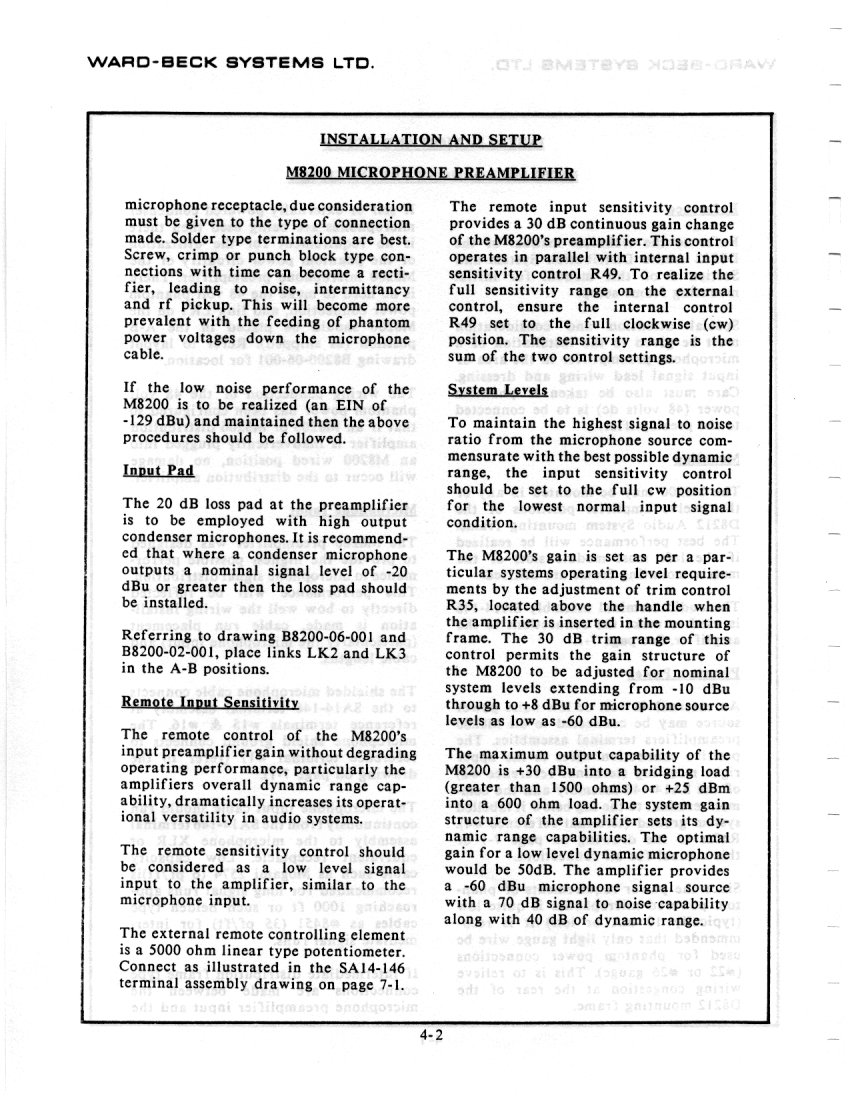 WARD-BECK SYSTEMS LTD.
INSTALLATION AND SETUP
M8200 MICROPHONE PREAMPLIFIER
microphone receptacle, due consideration
must be given to the type of connection
made. Solder type terminations are best.
Screw, crimp or punch block type con-
nections with time can become a recti-
fier, leading to noise, intermittancy
and rf pickup. This will become more
prevalent with the feeding of phantom
power voltages down the microphone
cable.
If the low noise performance of the
M8200 is to be realized (an EIN of
-129 dBu) and maintained then the above
procedures should be followed.
Input Pad
The 20 dB loss pad at the preamplifier
is to be employed with high output
condenser microphones. It is recommend-
ed that where a condenser microphone
outputs a nominal signal level of -20
dBu or greater then the loss pad should
be installed.
Referring to drawing B8200-06-001 and
B8200-02-001, place links LK2 and LK3
in the A-B positions.
Remote Input Sensitivity
The remote control of the M8200's
input preamplifier gain without degrading
operating performance, particularly the
amplifiers overall dynamic range cap-
ability, dramatically increases its operat-
ional versatility in audio systems.
The remote sensitivity control should
be considered as a low level signal
input to the amplifier, similar to the
microphone input.
The external remote controlling element
is a 5000 ohm linear type potentiometer.
Connect as illustrated in the SA14-146
terminal assembly drawing on page 7-1.
The remote input sensitivity control
provides a 30 dB continuous gain change
of the M8200's preamplifier. This control
operates in parallel with internal input
sensitivity control R49. To realize the
full sensitivity range on the external
control, ensure the internal control
R49 set to the full clockwise (cw)
position. The sensitivity range is the
sum of the two control settings.
System Levels
To maintain the highest signal to noise
ratio from the microphone source com-
mensurate with the best possible dynamic
range, the input sensitivity control
should be set to the full cw position
for the lowest normal input signal
condition.
The M8200's gain is set as per a par-
ticular systems operating level require-
ments by the adjustment of trim control
R35, located above the handle when
the amplifier is inserted in the mounting
frame. The 30 dB trim range of this
control permits the gain structure of
the M8200 to be adjusted for nominal
system levels extending from -10 dBu
through to +8 dBu for microphone source
levels as low as -60 dBu.
The maximum output capability of the
M8200 is +30 dBu into a bridging load
(greater than 1500 ohms) or +25 dBm
into a 600 ohm load. The system gain
structure of the amplifier sets its dy-
namic range capabilities. The optimal
gain for a low level dynamic microphone
would be 50dB. The amplifier provides
a -60 dBu microphone signal source
with a 70 dB signal to noise capability
along with 40 dB of dynamic range.
4-2